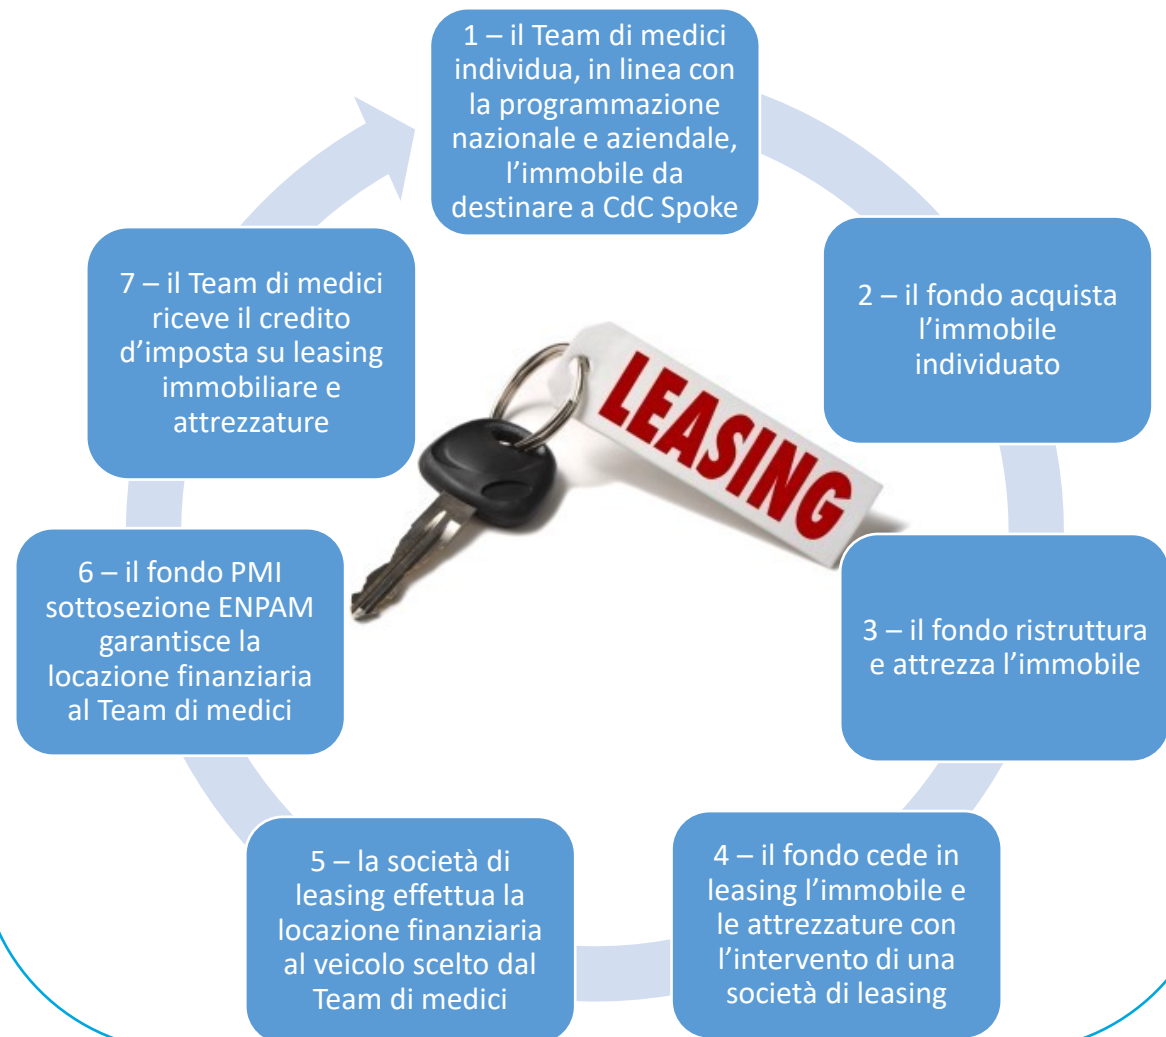 1 – il Team di medici
individua, in linea con
la programmazione
nazionale e aziendale,
l’immobile da
destinare a CdC Spoke
2 – il fondo acquista
l’immobile
individuato
3 – il fondo ristruttura
e attrezza l’immobile
4 – il fondo cede in
leasing l’immobile e
le attrezzature con
l’intervento di una
società di leasing
5 – la società di
leasing effettua la
locazione finanziaria
al veicolo scelto dal
Team di medici
6 – il fondo PMI
sottosezione ENPAM
garantisce la
locazione finanziaria
al Team di medici
7 – il Team di medici
riceve il credito
d’imposta su leasing
immobiliare e
attrezzature
LEASING